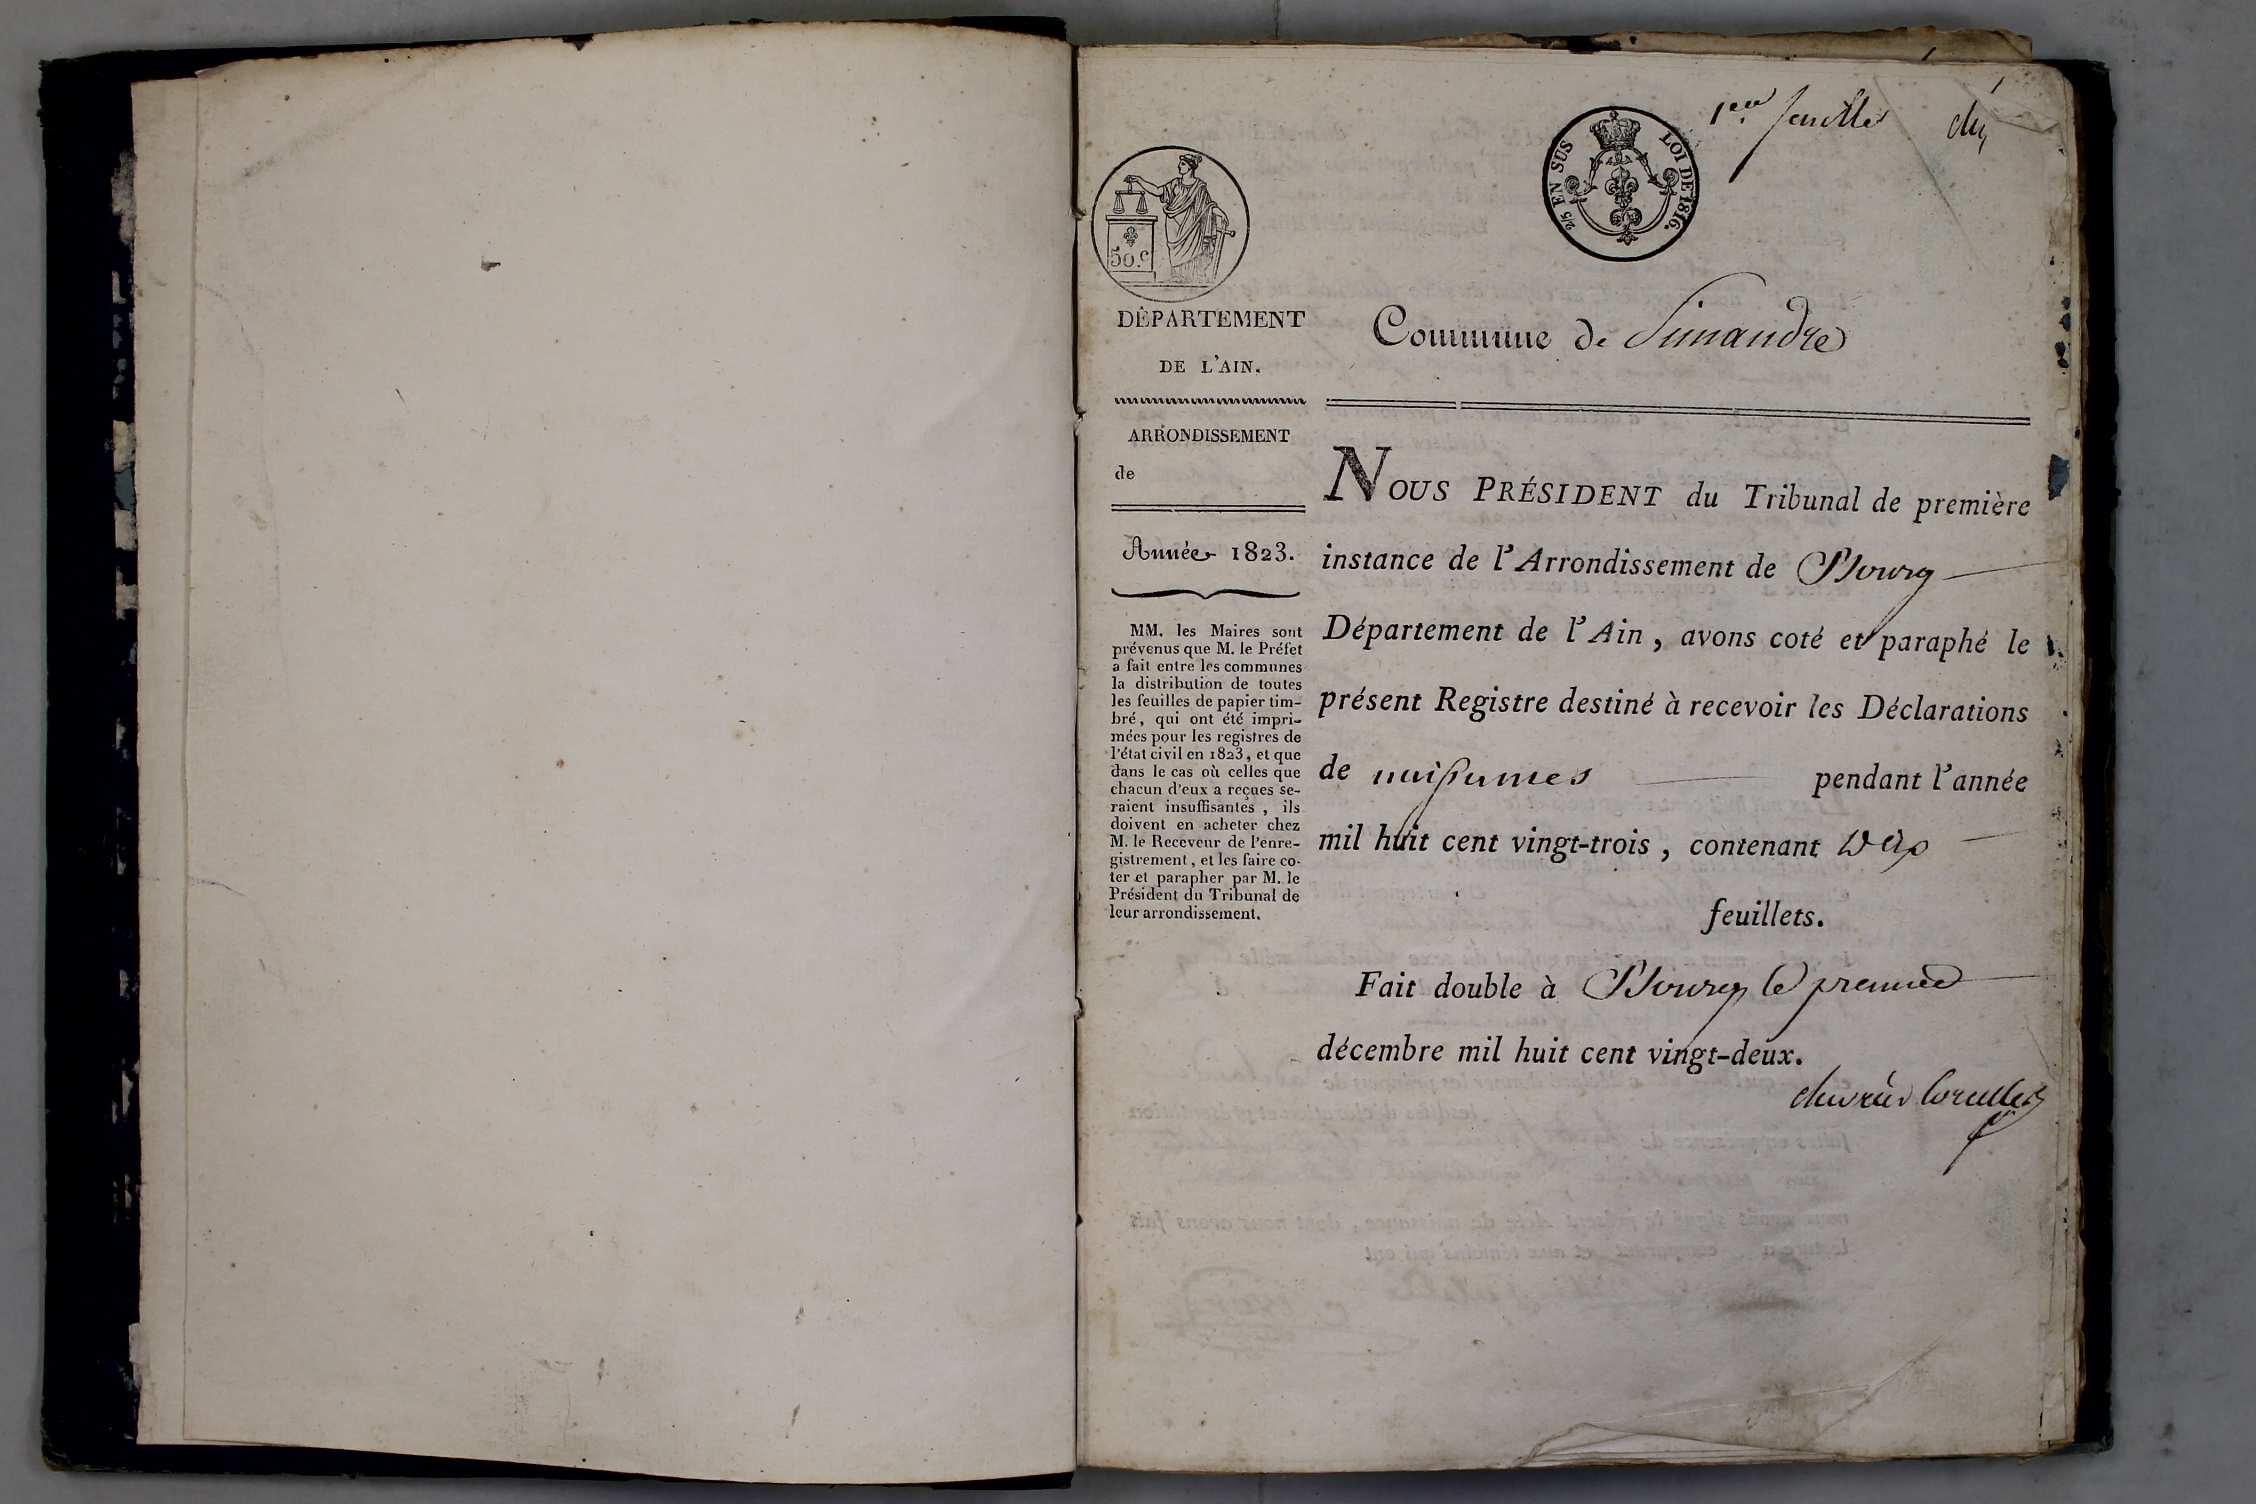 1er feuillet
2/5 EN SUS LOI DE 1816.
50.c
DÉPARTEMENT
DE L'AIN.
ARRONDISSEMENT
de
Année 1823.
MM. les Maires sont
prévenus que M. le Préfet
a fait entre les communes
la distribution de toutes
les feuilles de papier tim-
bré, qui ont été impri-
mées pour les registres de
l'état civil en 1823, et que
dans le cas où celles que
chacun d'eux a reçues se-
raient insuffisantes, ils
doivent en acheter chez
M. le Receveur de l'enre-
gistrement, et les faire co-
ter et parapher par M. le
Président du Tribunal de
leur arrondissement.
Commune de Simandre
NOUS PRÉSIDENT du Tribunal de première
instance de l'Arrondissement de Bourg
Département de l'Ain, avons coté et paraphé le
présent Registre destiné à recevoir les Déclarations
de naissances pendant l'année
mil huit cent vingt-trois, contenant dix
feuillets.
Fait double à Bourg le premier
décembre mil huit cent vingt-deux.